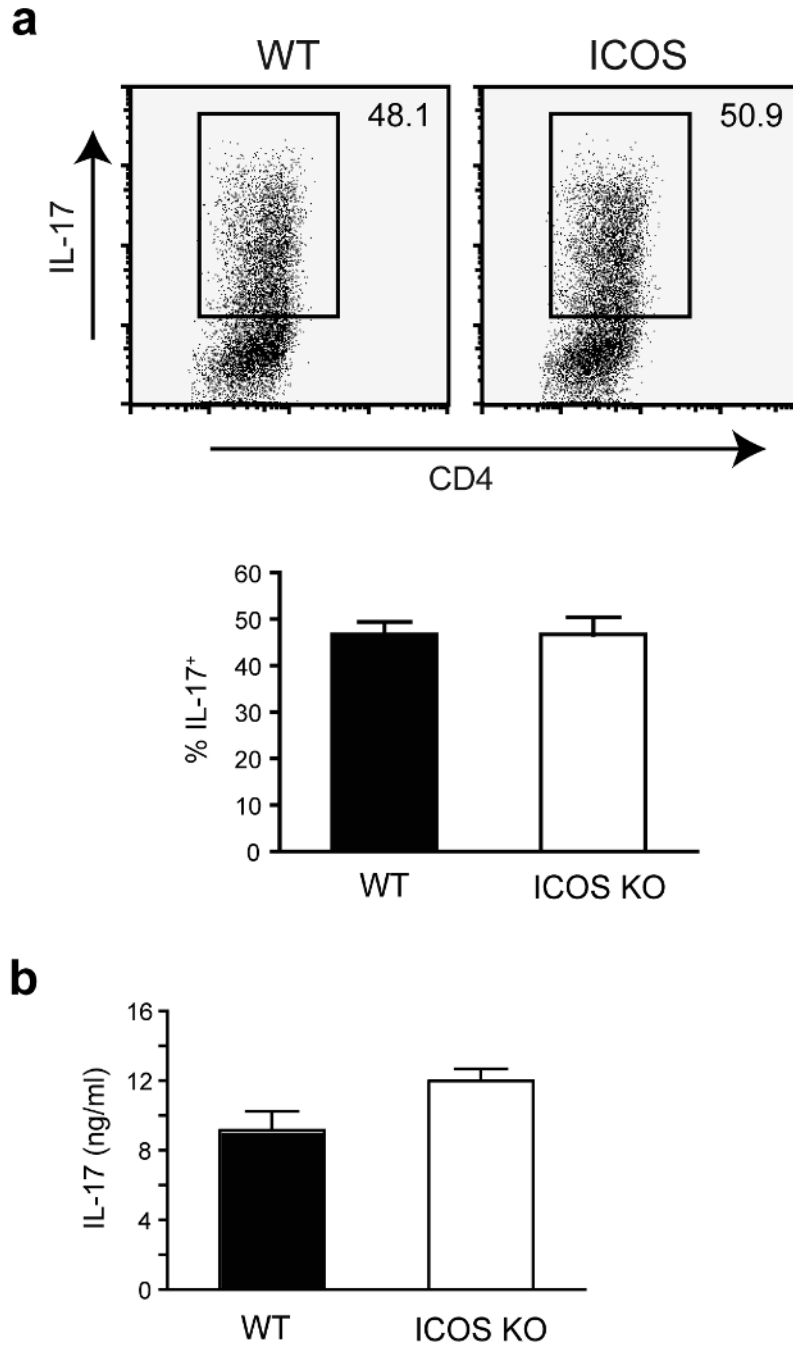 a
WT
ICOS
48.1
50.9
IL-17
CD4
60
50
40
30
20
10
0
% IL-17⁺
WT
ICOS KO
b
16
12
8
4
0
IL-17 (ng/ml)
WT
ICOS KO